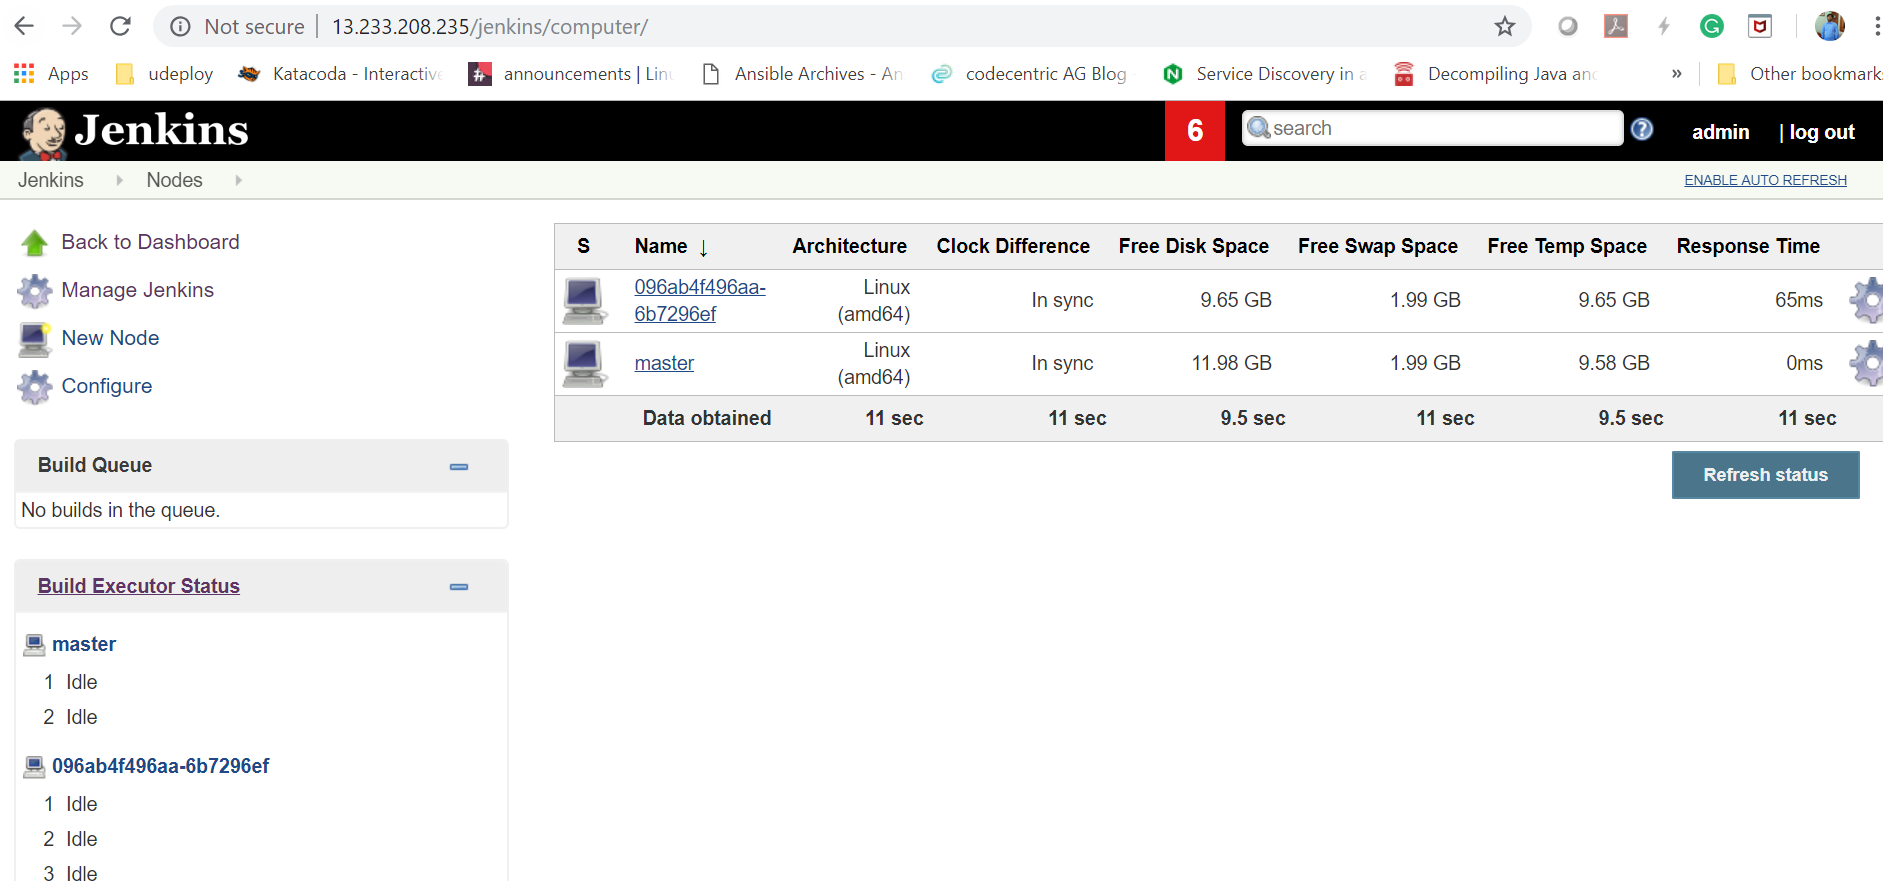 Not secure | 13.233.208.235/jenkins/computer/
Apps udeploy Katacoda - Interactive announcements | Linu Ansible Archives - An codecentric AG Blog Service Discovery in a Decompiling Java and » Other bookmarks
Jenkins 6 search ? admin | log out
Jenkins Nodes ENABLE AUTO REFRESH
Back to Dashboard
Manage Jenkins
New Node
Configure
Build Queue
No builds in the queue.
Build Executor Status
master
1 Idle
2 Idle
096ab4f496aa-6b7296ef
1 Idle
2 Idle
3 Idle
S Name ↓ Architecture Clock Difference Free Disk Space Free Swap Space Free Temp Space Response Time
096ab4f496aa-
6b7296ef
Linux
(amd64)
In sync 9.65 GB 1.99 GB 9.65 GB 65ms
master
Linux
(amd64)
In sync 11.98 GB 1.99 GB 9.58 GB 0ms
Data obtained 11 sec 11 sec 9.5 sec 11 sec 9.5 sec 11 sec
Refresh status